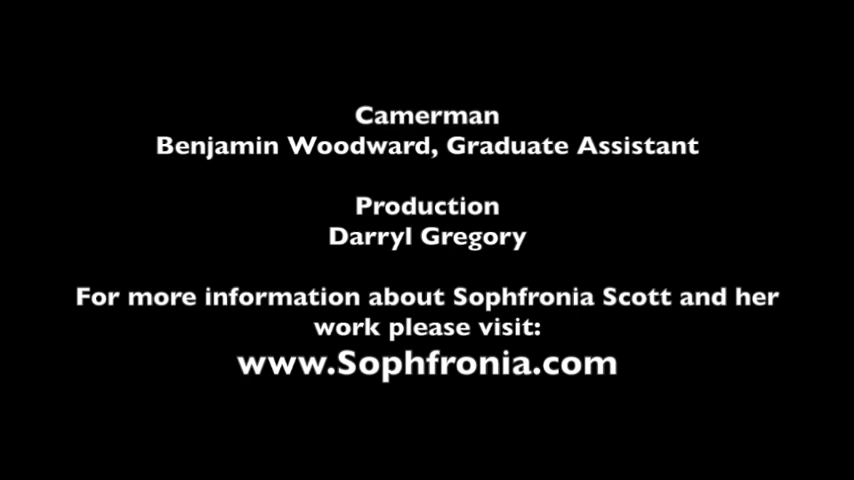 Camerman
Benjamin Woodward, Graduate Assistant
Production
Darryl Gregory
For more information about Sophfronia Scott and her
work please visit:
www.Sophfronia.com